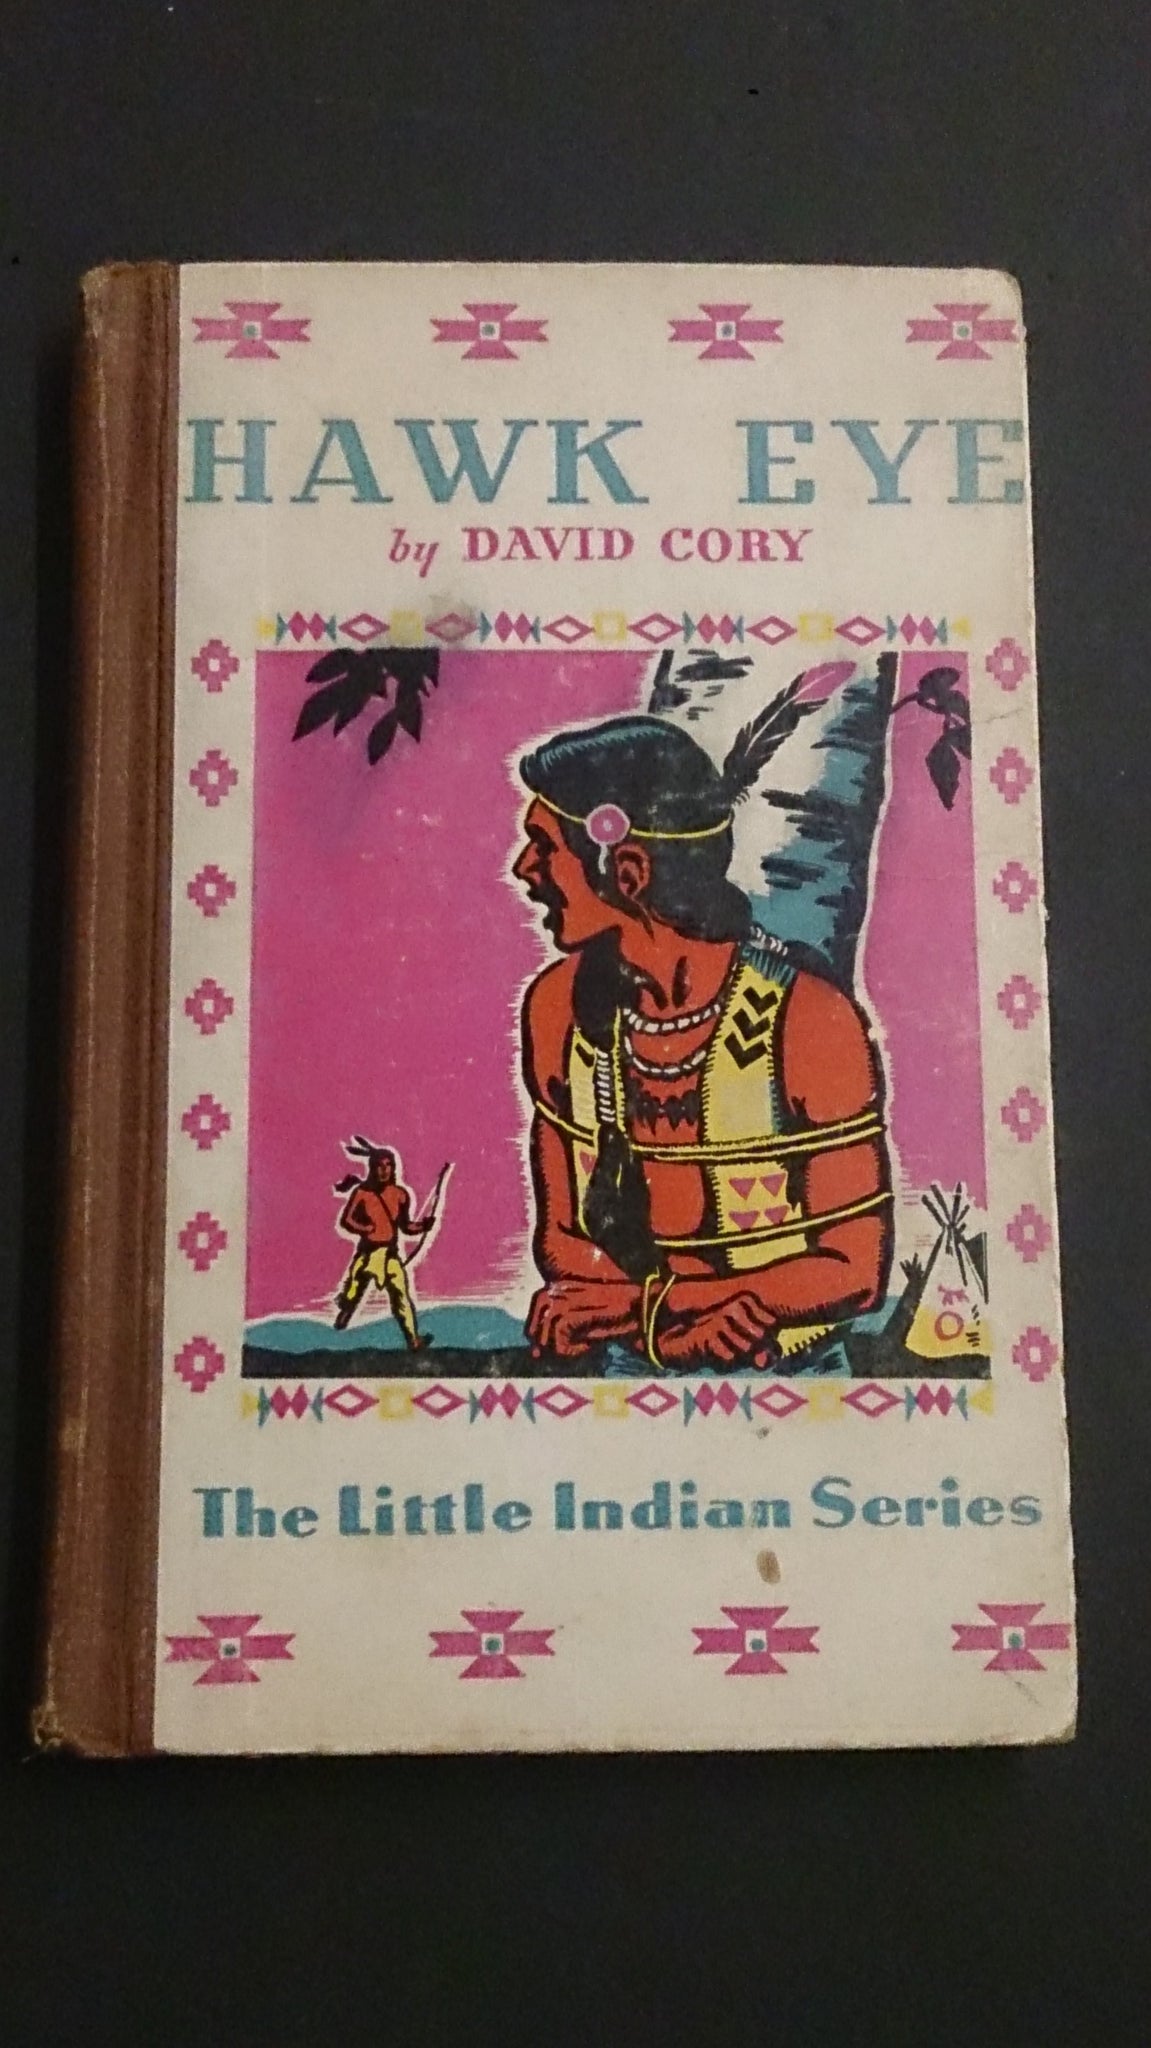 HAWK EYE
by DAVID CORY
The Little Indian Series